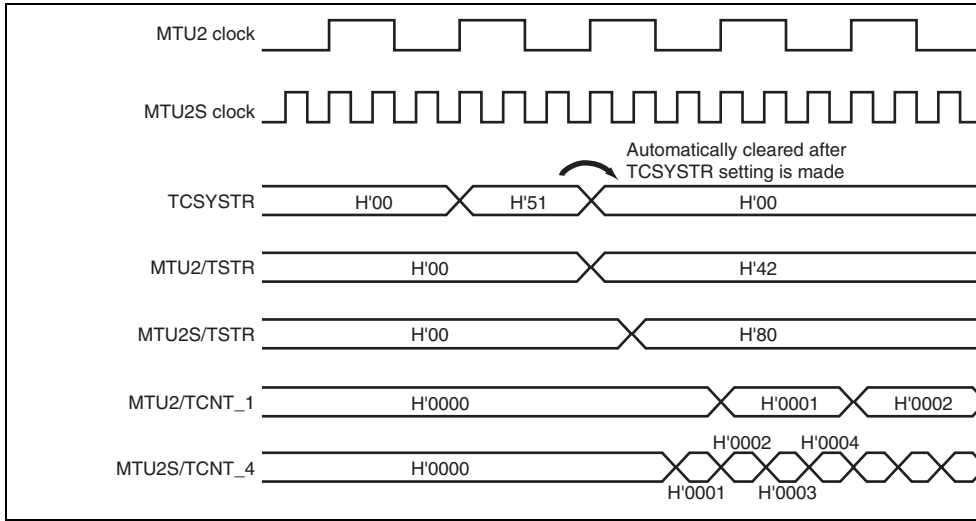 MTU2 clock
MTU2S clock
Automatically cleared after
TCSYSTR setting is made
TCSYSTR H'00 H'51 H'00
MTU2/TSTR H'00 H'42
MTU2S/TSTR H'00 H'80
MTU2/TCNT_1 H'0000 H'0001 H'0002
H'0002 H'0004
MTU2S/TCNT_4 H'0000
H'0001 H'0003